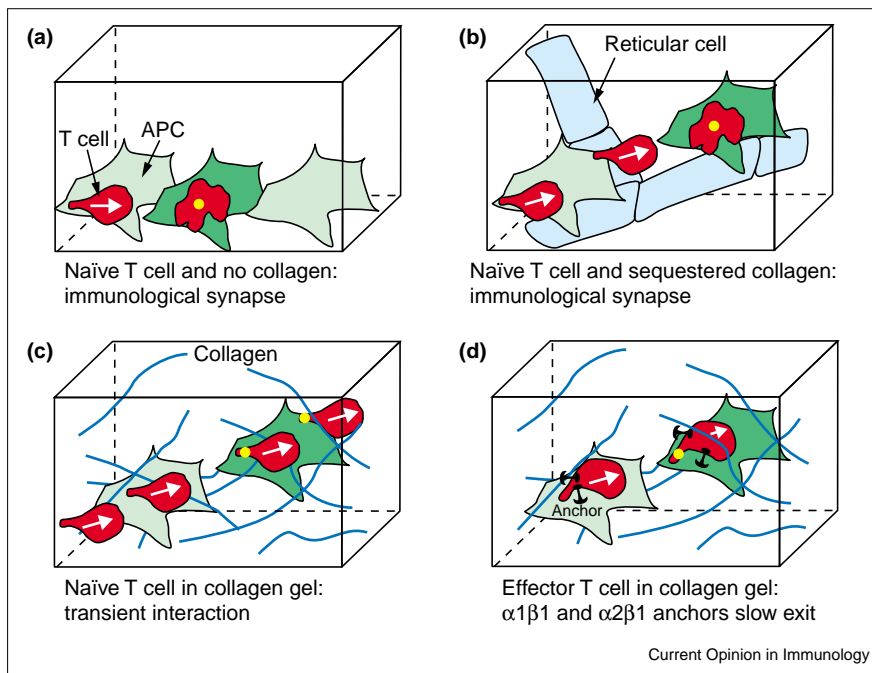 (a)
T cell
APC
Naïve T cell and no collagen:
immunological synapse
(b)
Reticular cell
Naïve T cell and sequestered collagen:
immunological synapse
(c)
Collagen
Naïve T cell in collagen gel:
transient interaction
(d)
Anchor
Effector T cell in collagen gel:
α1β1 and α2β1 anchors slow exit
Current Opinion in Immunology